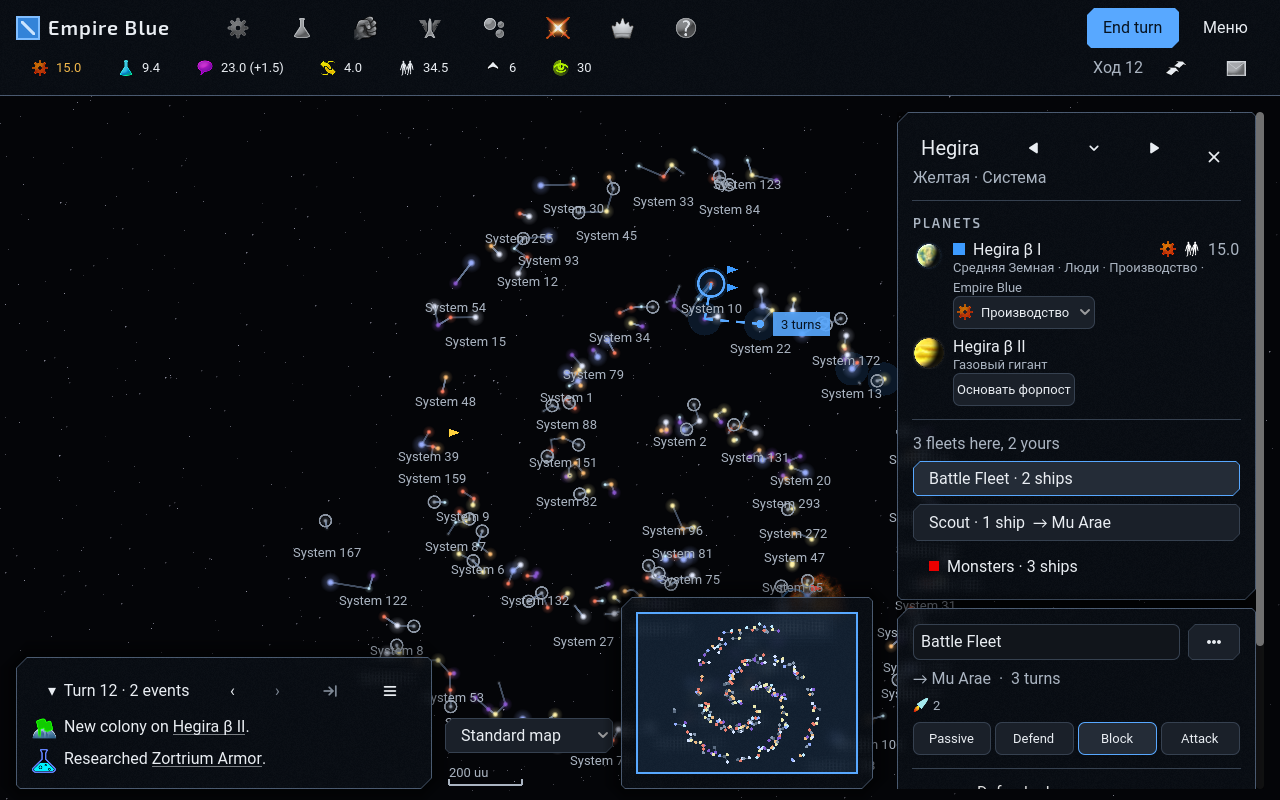 Empire Blue
End turn
Меню
15.0
9.4
23.0 (+1.5)
4.0
34.5
6
30
Ход 12
System 123
System 33
System 84
System 30
System 45
System 255
System 93
System 12
System 54
System 10
System 15
System 34
System 22
3 turns
System 172
System 79
System 13
System 1
System 48
System 88
System 2
System 39
System 151
System 131
System 159
System 20
System 82
System 293
System 9
System 96
System 272
System 167
System 87
System 81
System 47
System 6
System 75
System 65
System 122
System 132
System 31
System 27
System 8
Hegira
Желтая · Система
PLANETS
Hegira β I
15.0
Средняя Земная · Люди · Производство ·
Empire Blue
Производство
Hegira β II
Газовый гигант
Основать форпост
3 fleets here, 2 yours
Battle Fleet · 2 ships
Scout · 1 ship → Mu Arae
Monsters · 3 ships
Battle Fleet
•••
→ Mu Arae · 3 turns
2
Passive
Defend
Block
Attack
▾ Turn 12 · 2 events
New colony on Hegira β II.
Researched Zortrium Armor.
Standard map
200 uu